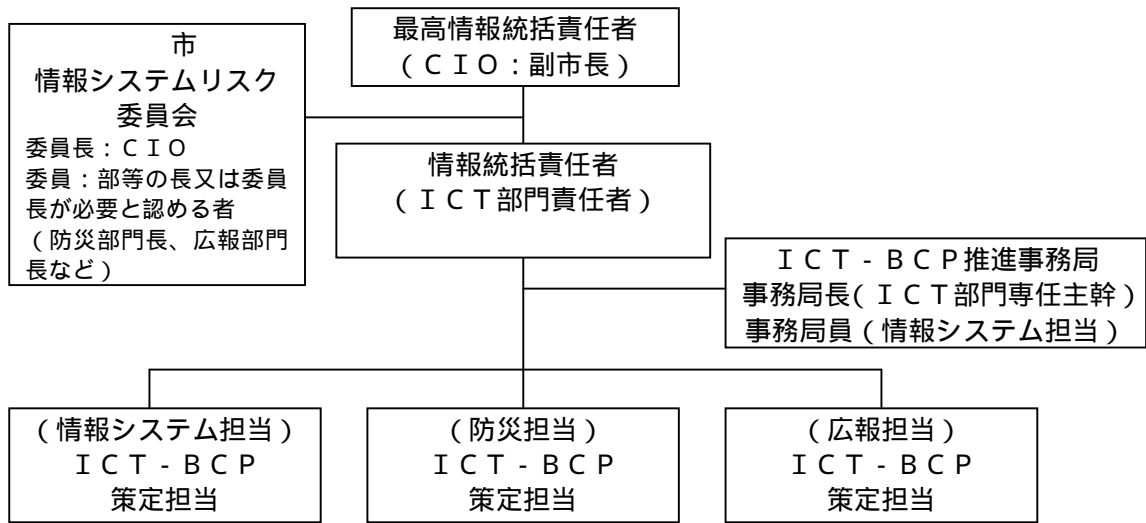 市
情報システムリスク
委員会
委員長：ＣＩＯ
委員：部等の長又は委員
長が必要と認める者
（防災部門長、広報部門
長など）
最高情報統括責任者
（ＣＩＯ：副市長）
情報統括責任者
（ＩＣＴ部門責任者）
ＩＣＴ‐ＢＣＰ推進事務局
事務局長（ＩＣＴ部門専任主幹）
事務局員（情報システム担当）
（情報システム担当）
ＩＣＴ‐ＢＣＰ
策定担当
（防災担当）
ＩＣＴ‐ＢＣＰ
策定担当
（広報担当）
ＩＣＴ‐ＢＣＰ
策定担当